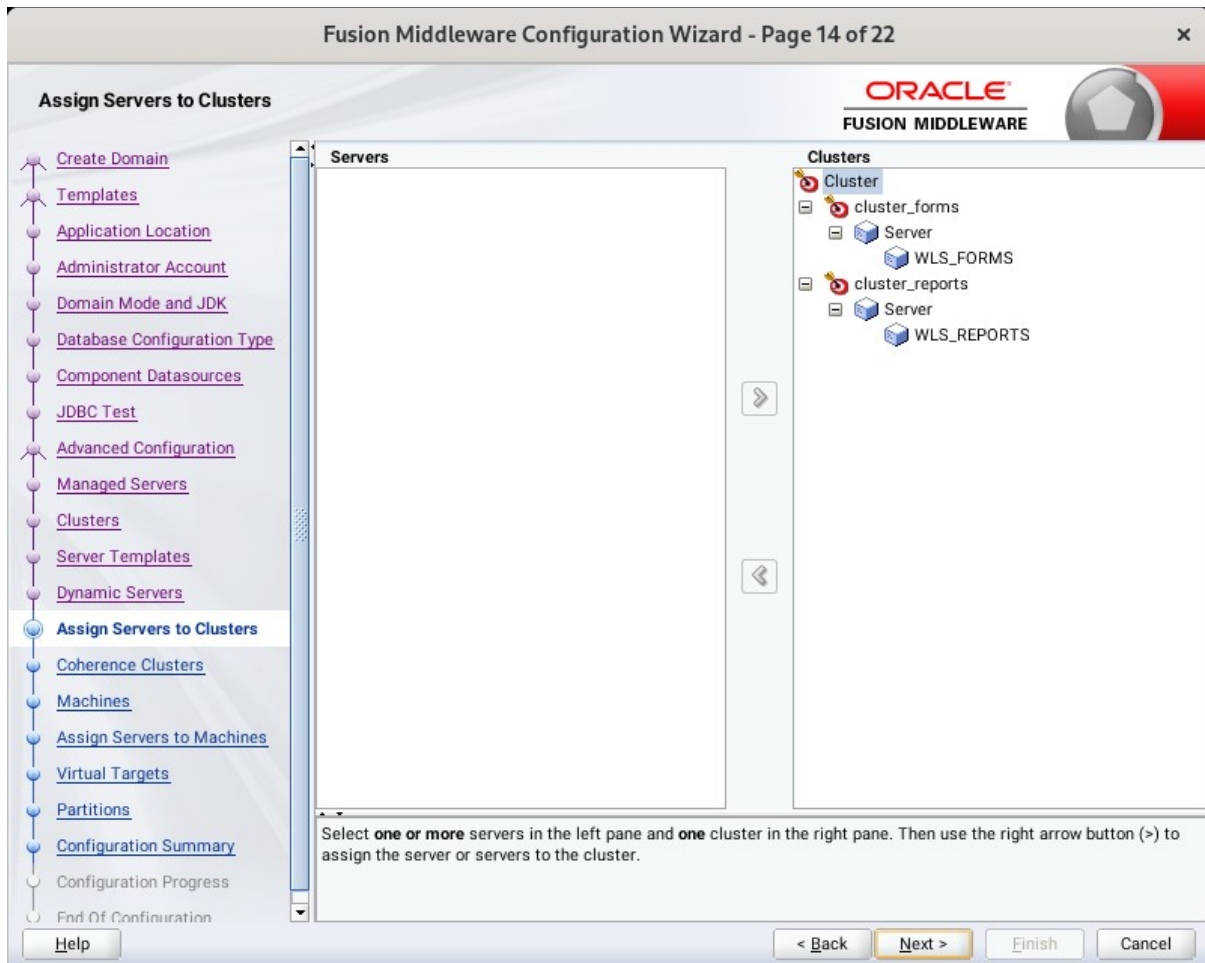 Fusion Middleware Configuration Wizard - Page 14 of 22
×
Assign Servers to Clusters
ORACLE
FUSION MIDDLEWARE
Create Domain
Templates
Application Location
Administrator Account
Domain Mode and JDK
Database Configuration Type
Component Datasources
JDBC Test
Advanced Configuration
Managed Servers
Clusters
Server Templates
Dynamic Servers
Assign Servers to Clusters
Coherence Clusters
Machines
Assign Servers to Machines
Virtual Targets
Partitions
Configuration Summary
Configuration Progress
End Of Configuration
Servers
Clusters
Cluster
cluster_forms
Server
WLS_FORMS
cluster_reports
Server
WLS_REPORTS
Select one or more servers in the left pane and one cluster in the right pane. Then use the right arrow button (>) to
assign the server or servers to the cluster.
Help
< Back
Next >
Finish
Cancel